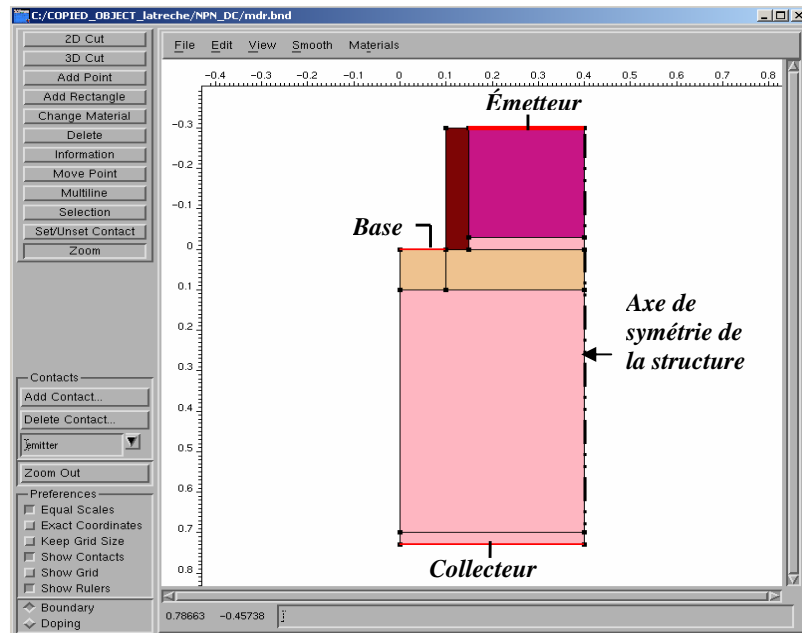 C:/COPIED_OBJECT_latreche/NPN_DC/mdr.bnd
2D Cut
3D Cut
Add Point
Add Rectangle
Change Material
Delete
Information
Move Point
Multiline
Selection
Set/Unset Contact
Zoom
File Edit View Smooth Materials
-0.4 -0.3 -0.2 -0.1 0 0.1 0.2 0.3 0.4 0.5 0.6 0.7 0.8
-0.3
-0.2
-0.1
0
0.1
0.2
0.3
0.4
0.5
0.6
0.7
0.8
Émetteur
Base
Axe de
symétrie de
la structure
Collecteur
Contacts
Add Contact...
Delete Contact...
emitter
Zoom Out
Preferences
Equal Scales
Exact Coordinates
Keep Grid Size
Show Contacts
Show Grid
Show Rulers
Boundary
Doping
0.78663 -0.45738